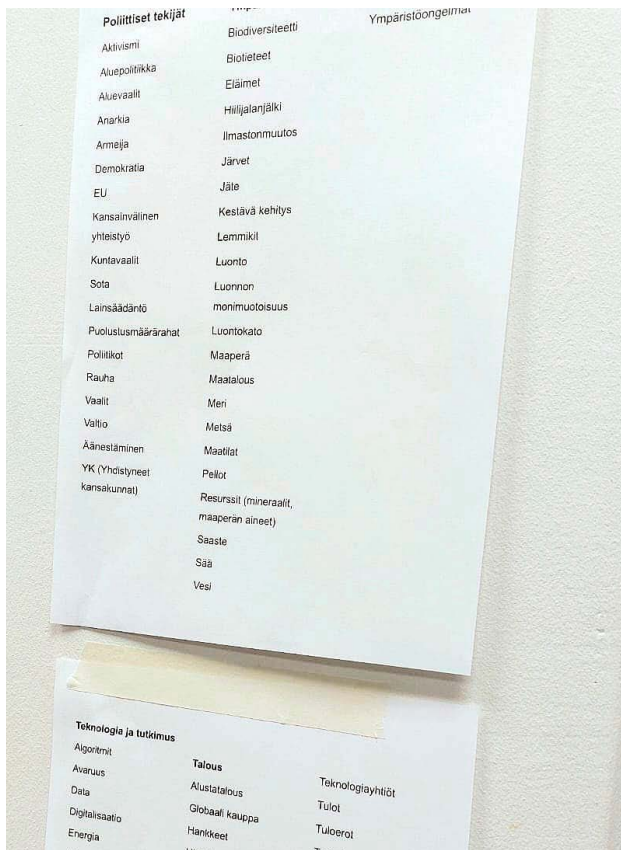 Poliittiset tekijät
Aktivismi
Aluepolitiikka
Aluevaalit
Anarkia
Armeija
Demokratia
EU
Kansainvälinen
yhteistyö
Kuntavaalit
Sota
Lainsäädäntö
Puolustusmäärärahat
Poliitikot
Rauha
Vaalit
Valtio
Äänestäminen
YK (Yhdistyneet
kansakunnat)
Biodiversiteetti
Biotieteet
Eläimet
Hiilijalanjälki
Ilmastonmuutos
Järvet
Jäte
Kestävä kehitys
Lemmikit
Luonto
Luonnon
monimuotoisuus
Luontokato
Maaperä
Maatalous
Meri
Metsä
Maatilat
Pellot
Resurssit (mineraalit,
maaperän aineet)
Saaste
Sää
Vesi
Ympäristöongelmat
Teknologia ja tutkimus
Algoritmit
Avaruus
Data
Digitalisaatio
Energia
Talous
Alustatalous
Globaali kauppa
Hankkeet
Teknologiayhtiöt
Tulot
Tuloerot